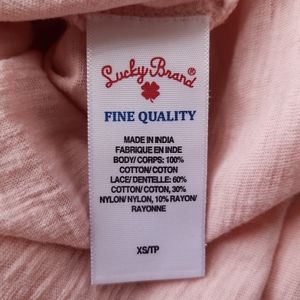 Lucky Brand®
FINE QUALITY
MADE IN INDIA
FABRIQUE EN INDE
BODY/ CORPS: 100%
COTTON/ COTON
LACE/ DENTELLE: 60%
COTTON/ COTON, 30%
NYLON/ NYLON, 10% RAYON/
RAYONNE
XS/TP